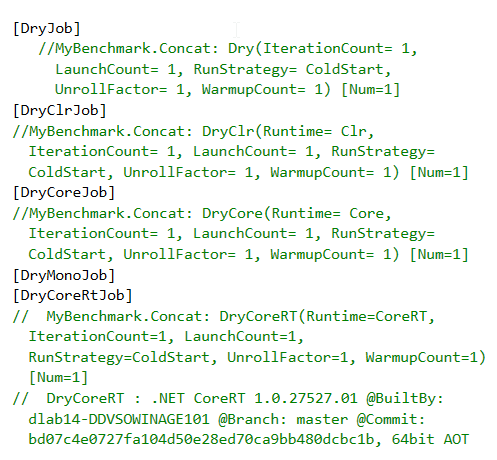 [DryJob]
//MyBenchmark.Concat: Dry(IterationCount= 1,
LaunchCount= 1, RunStrategy= ColdStart,
UnrollFactor= 1, WarmupCount= 1) [Num=1]
[DryClrJob]
//MyBenchmark.Concat: DryClr(Runtime= Clr,
IterationCount= 1, LaunchCount= 1, RunStrategy=
ColdStart, UnrollFactor= 1, WarmupCount= 1) [Num=1]
[DryCoreJob]
//MyBenchmark.Concat: DryCore(Runtime= Core,
IterationCount= 1, LaunchCount= 1, RunStrategy=
ColdStart, UnrollFactor= 1, WarmupCount= 1) [Num=1]
[DryMonoJob]
[DryCoreRtJob]
//  MyBenchmark.Concat: DryCoreRT(Runtime=CoreRT,
IterationCount=1, LaunchCount=1,
RunStrategy=ColdStart, UnrollFactor=1, WarmupCount=1)
[Num=1]
//  DryCoreRT : .NET CoreRT 1.0.27527.01 @BuiltBy:
dlab14-DDVSOWINAGE101 @Branch: master @Commit:
bd07c4e0727fa104d50e28ed70ca9bb480dcbc1b, 64bit AOT